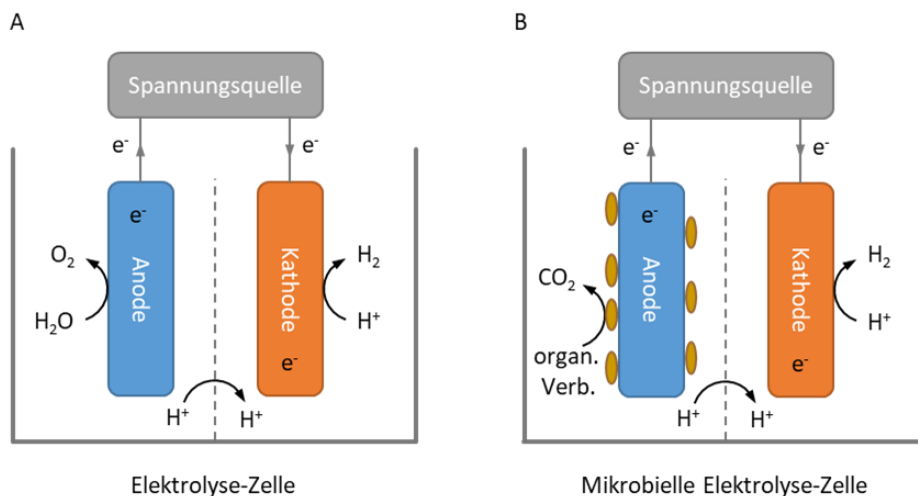 A
Spannungsquelle
e⁻
e⁻
e⁻
Anode
Kathode
O₂
H₂O
H₂
H⁺
e⁻
H⁺
H⁺
Elektrolyse-Zelle
B
Spannungsquelle
e⁻
e⁻
e⁻
Anode
Kathode
CO₂
organ.
Verb.
H₂
H⁺
e⁻
H⁺
H⁺
Mikrobielle Elektrolyse-Zelle